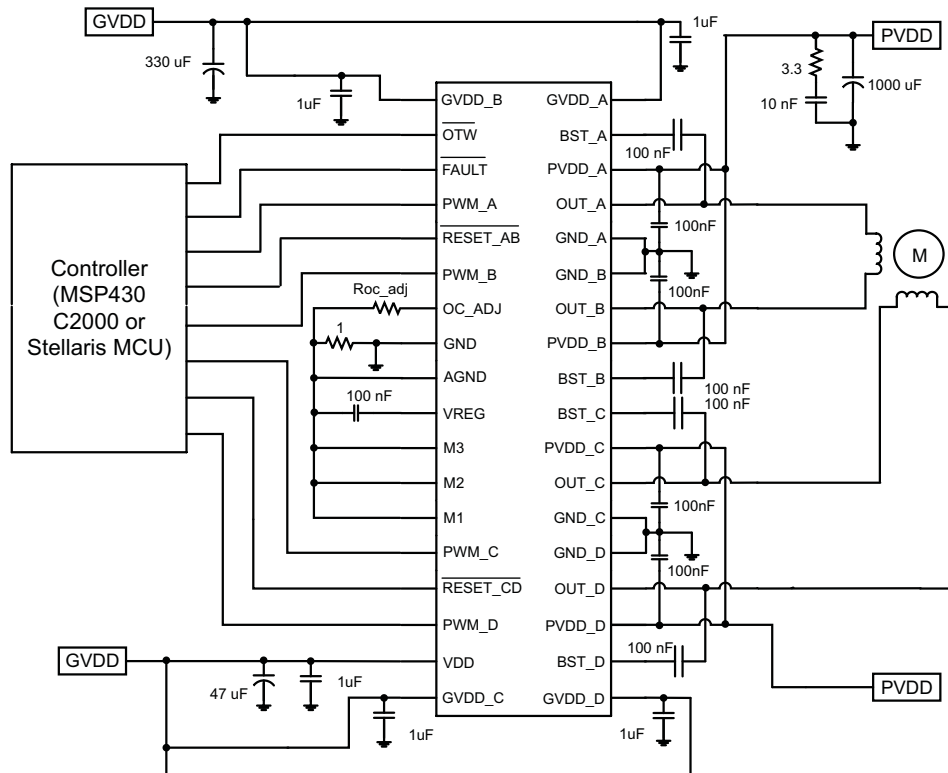 GVDD
330 uF
1uF
1uF
PVDD
3.3
10 nF
1000 uF
Controller
(MSP430
C2000 or
Stellaris MCU)
Roc_adj
1
100 nF
GVDD_B
OTW
FAULT
PWM_A
RESET_AB
PWM_B
OC_ADJ
GND
AGND
VREG
M3
M2
M1
PWM_C
RESET_CD
PWM_D
VDD
GVDD_C
GVDD_A
BST_A
PVDD_A
OUT_A
GND_A
GND_B
OUT_B
PVDD_B
BST_B
BST_C
PVDD_C
OUT_C
GND_C
GND_D
OUT_D
PVDD_D
BST_D
GVDD_D
100 nF
100nF
100nF
M
100 nF
100 nF
100nF
100nF
100 nF
GVDD
47 uF
1uF
1uF
1uF
PVDD